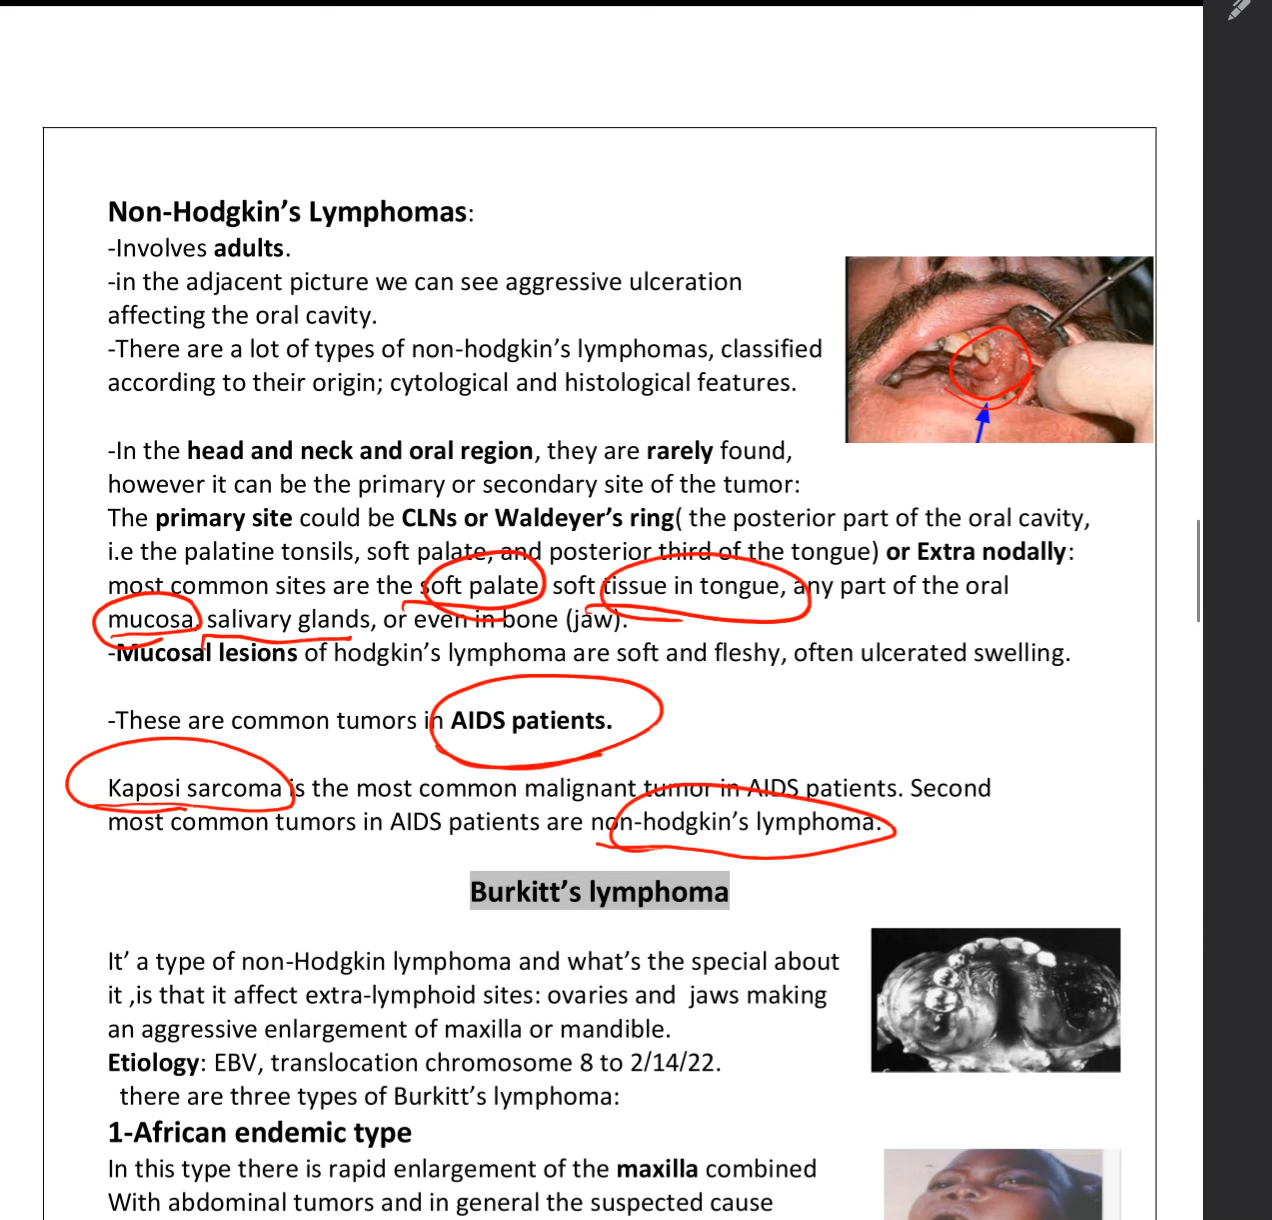 Non-Hodgkin’s Lymphomas:
-Involves adults.
-in the adjacent picture we can see aggressive ulceration
affecting the oral cavity.
-There are a lot of types of non-hodgkin’s lymphomas, classified
according to their origin; cytological and histological features.
-In the head and neck and oral region, they are rarely found,
however it can be the primary or secondary site of the tumor:
The primary site could be CLNs or Waldeyer’s ring( the posterior part of the oral cavity,
i.e the palatine tonsils, soft palate, and posterior third of the tongue) or Extra nodally:
most common sites are the soft palate, soft tissue in tongue, any part of the oral
mucosa, salivary glands, or even in bone (jaw).
-Mucosal lesions of hodgkin’s lymphoma are soft and fleshy, often ulcerated swelling.
-These are common tumors in AIDS patients.
Kaposi sarcoma is the most common malignant tumor in AIDS patients. Second
most common tumors in AIDS patients are non-hodgkin’s lymphoma.
Burkitt’s lymphoma
It’ a type of non-Hodgkin lymphoma and what’s the special about
it ,is that it affect extra-lymphoid sites: ovaries and  jaws making
an aggressive enlargement of maxilla or mandible.
Etiology: EBV, translocation chromosome 8 to 2/14/22.
there are three types of Burkitt’s lymphoma:
1-African endemic type
In this type there is rapid enlargement of the maxilla combined
With abdominal tumors and in general the suspected cause